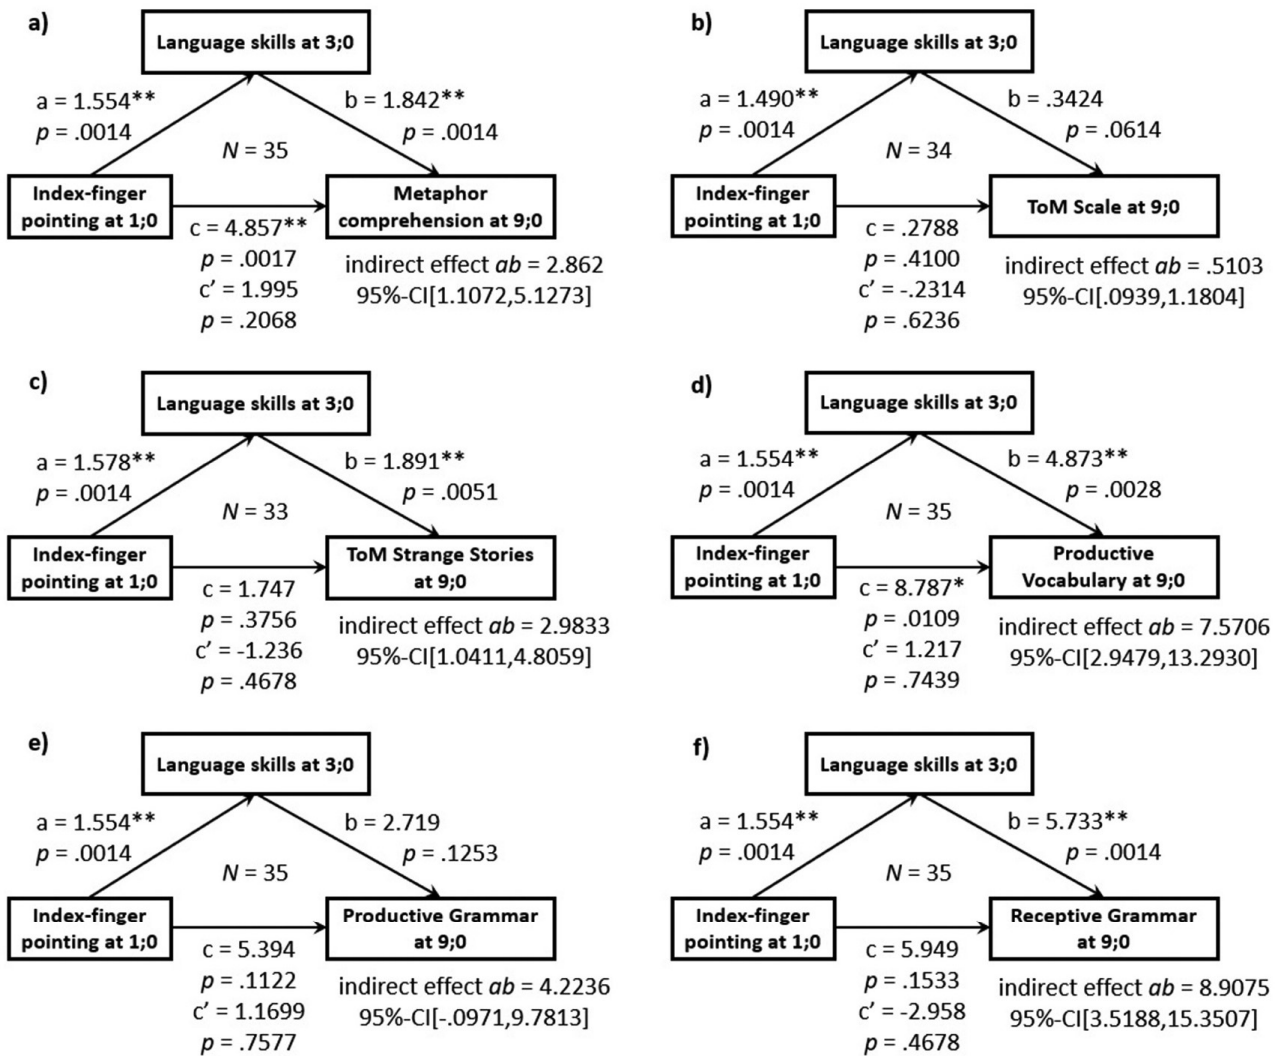 a)
Language skills at 3;0
a = 1.554**
p = .0014
b = 1.842**
p = .0014
N = 35
Index-finger
pointing at 1;0
Metaphor
comprehension at 9;0
c = 4.857**
p = .0017
c’ = 1.995
p = .2068
indirect effect ab = 2.862
95%-CI[1.1072,5.1273]
b)
Language skills at 3;0
a = 1.490**
p = .0014
b = .3424
p = .0614
N = 34
Index-finger
pointing at 1;0
ToM Scale at 9;0
c = .2788
p = .4100
c’ = -.2314
p = .6236
indirect effect ab = .5103
95%-CI[.0939,1.1804]
c)
Language skills at 3;0
a = 1.578**
p = .0014
b = 1.891**
p = .0051
N = 33
Index-finger
pointing at 1;0
ToM Strange Stories
at 9;0
c = 1.747
p = .3756
c’ = -1.236
p = .4678
indirect effect ab = 2.9833
95%-CI[1.0411,4.8059]
d)
Language skills at 3;0
a = 1.554**
p = .0014
b = 4.873**
p = .0028
N = 35
Index-finger
pointing at 1;0
Productive
Vocabulary at 9;0
c = 8.787*
p = .0109
c’ = 1.217
p = .7439
indirect effect ab = 7.5706
95%-CI[2.9479,13.2930]
e)
Language skills at 3;0
a = 1.554**
p = .0014
b = 2.719
p = .1253
N = 35
Index-finger
pointing at 1;0
Productive Grammar
at 9;0
c = 5.394
p = .1122
c’ = 1.1699
p = .7577
indirect effect ab = 4.2236
95%-CI[-.0971,9.7813]
f)
Language skills at 3;0
a = 1.554**
p = .0014
b = 5.733**
p = .0014
N = 35
Index-finger
pointing at 1;0
Receptive Grammar
at 9;0
c = 5.949
p = .1533
c’ = -2.958
p = .4678
indirect effect ab = 8.9075
95%-CI[3.5188,15.3507]